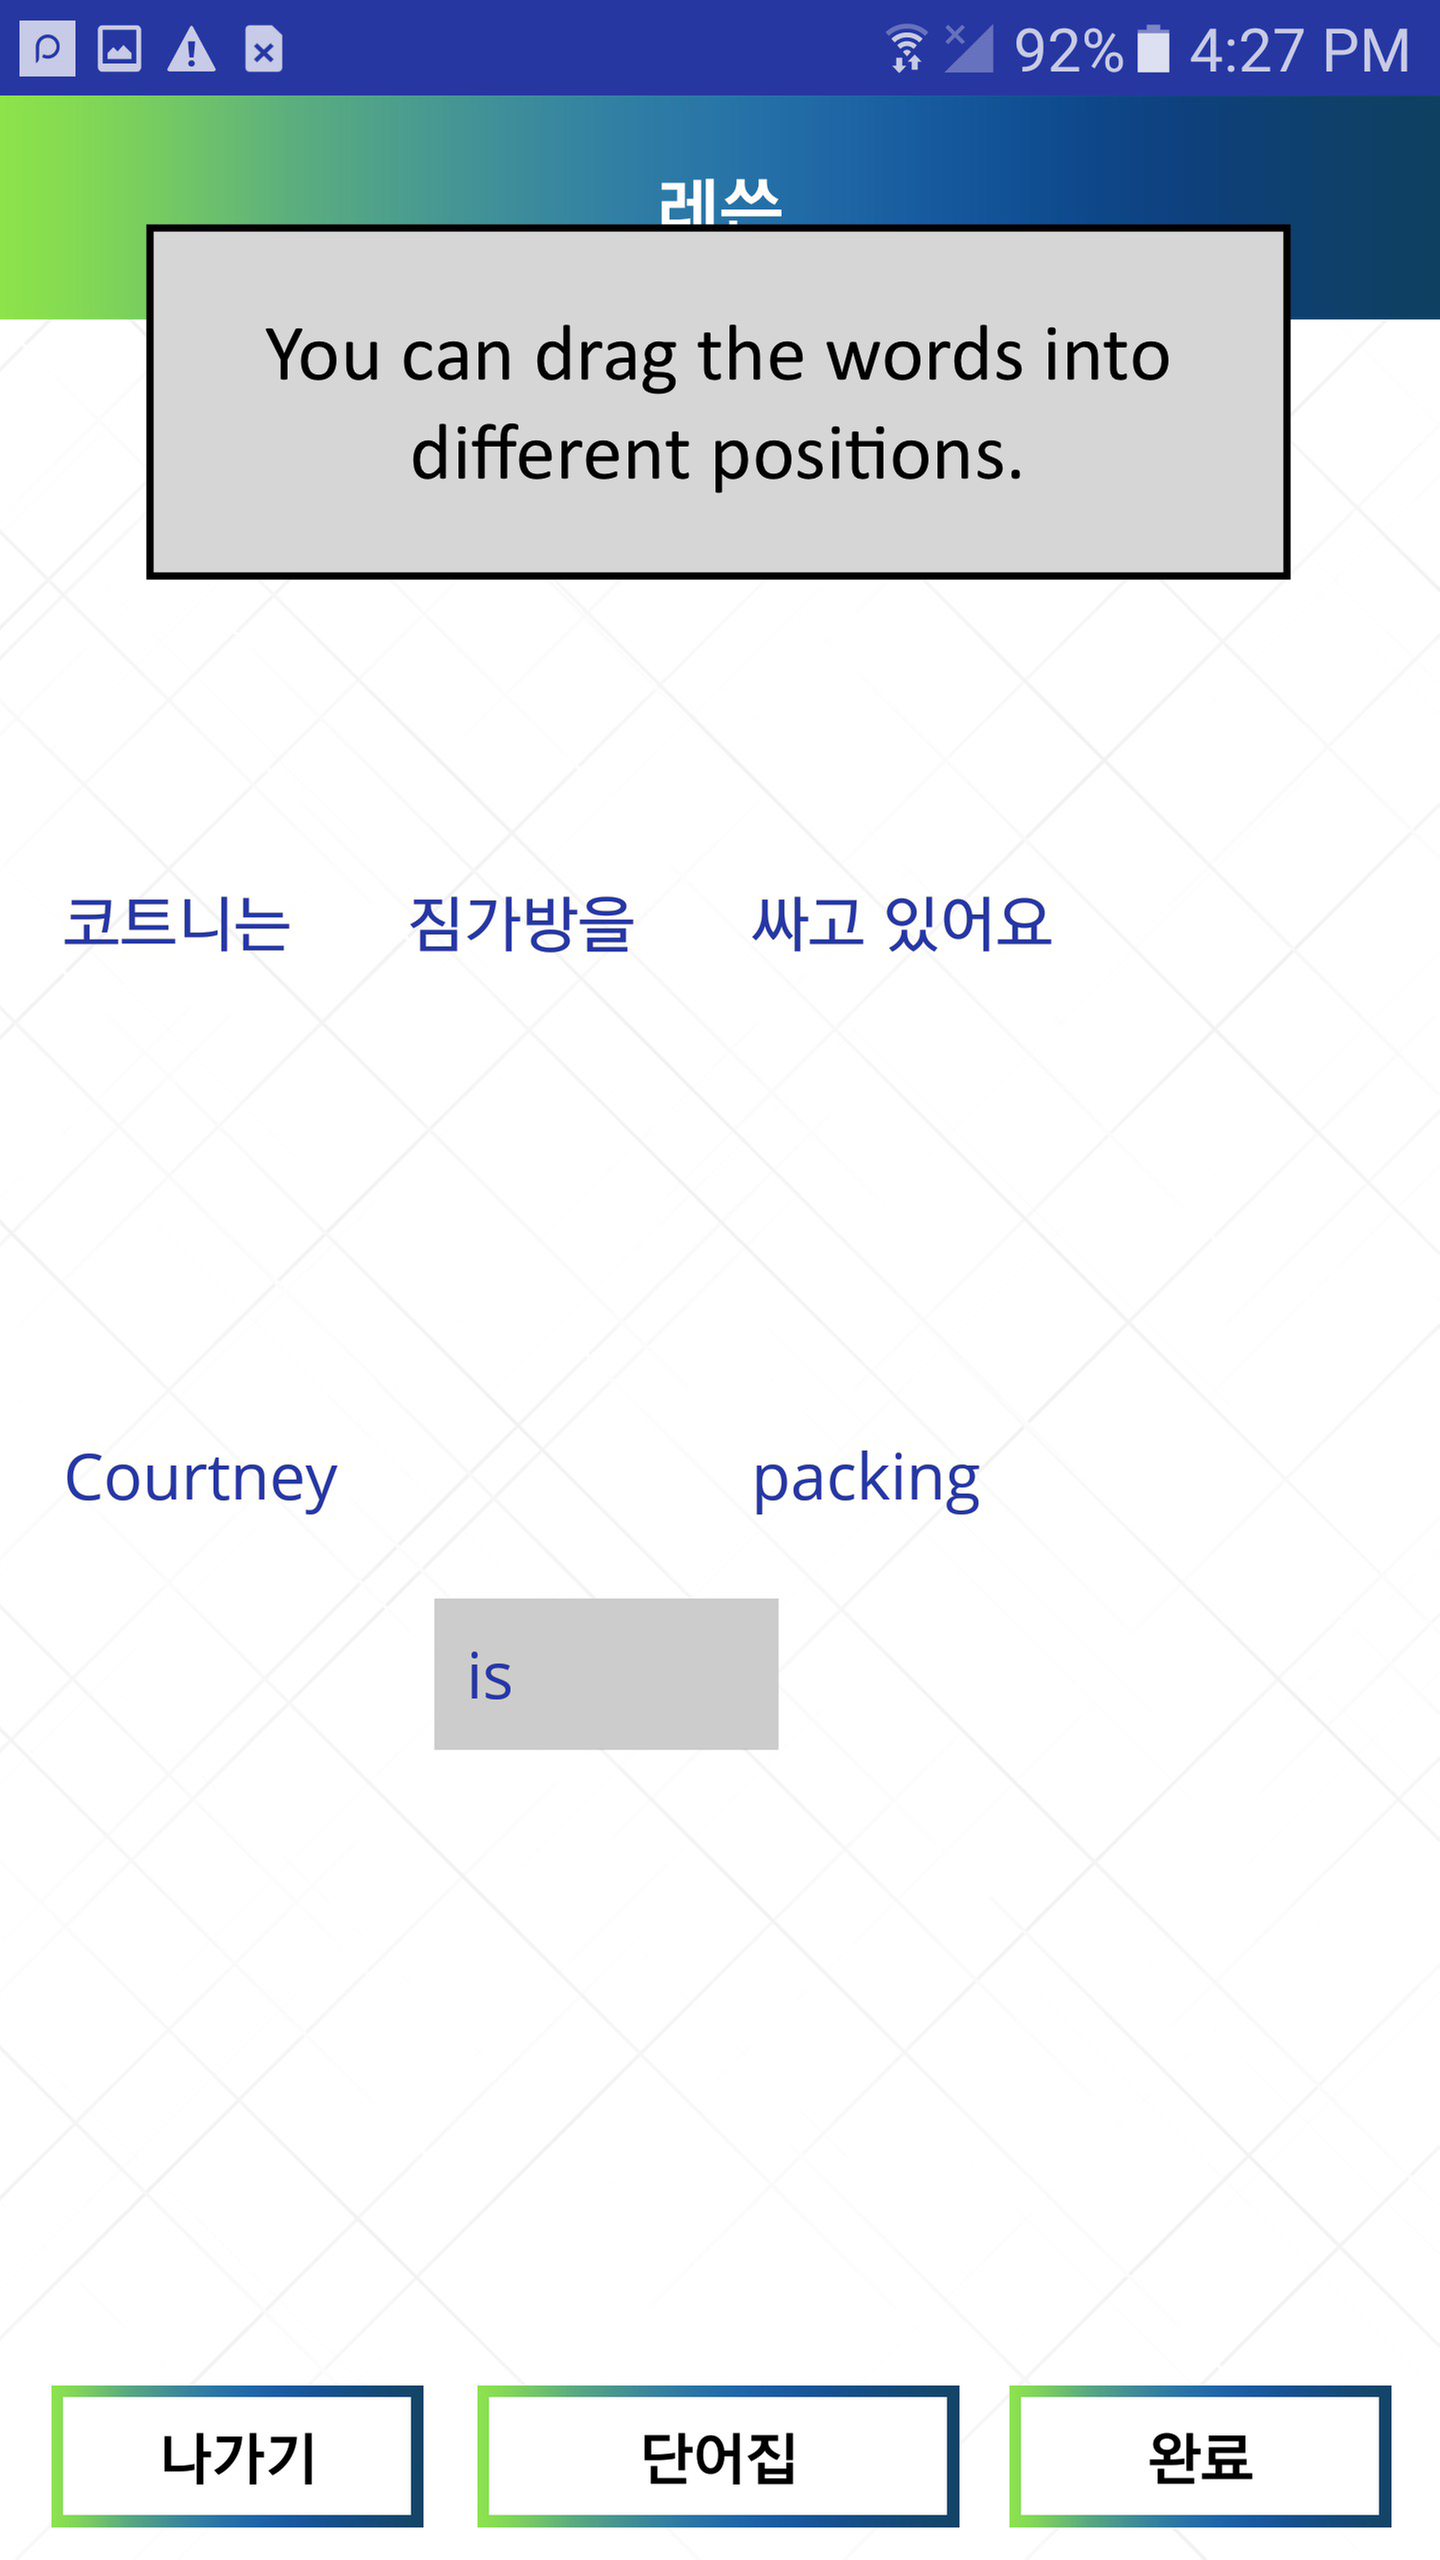 92% 4:27 PM
레쓴
You can drag the words into
different positions.
코트니는 짐가방을 싸고 있어요
Courtney packing
is
나가기 단어집 완료